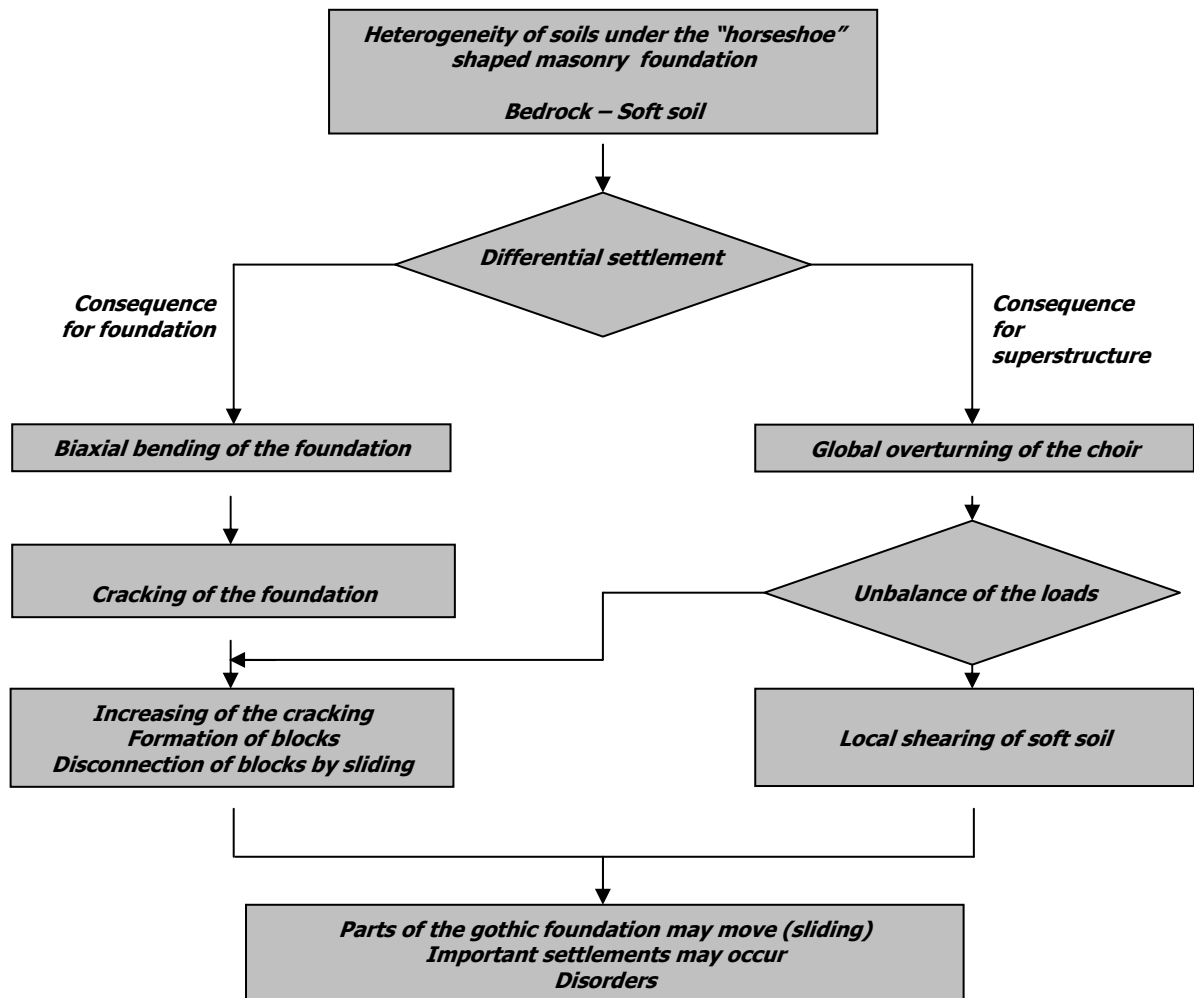 Heterogeneity of soils under the “horseshoe”
shaped masonry foundation
Bedrock – Soft soil
Differential settlement
Consequence
for foundation
Consequence
for
superstructure
Biaxial bending of the foundation
Global overturning of the choir
Cracking of the foundation
Unbalance of the loads
Increasing of the cracking
Formation of blocks
Disconnection of blocks by sliding
Local shearing of soft soil
Parts of the gothic foundation may move (sliding)
Important settlements may occur
Disorders